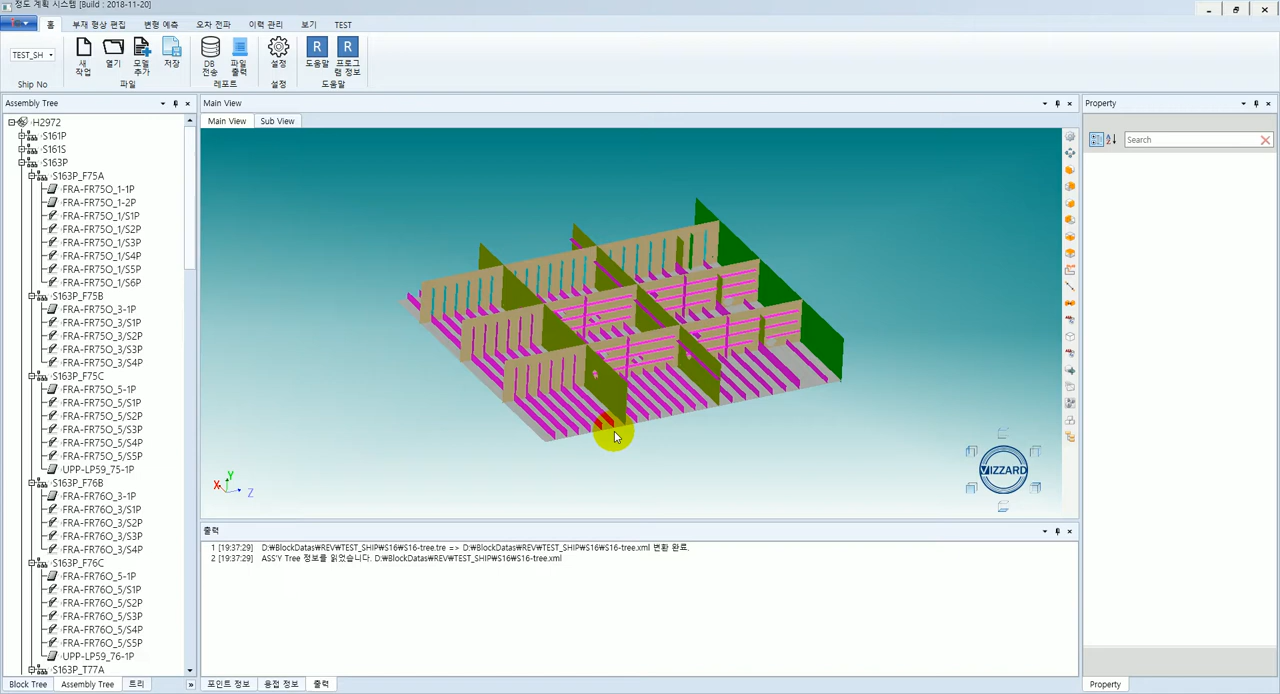 정도 계획 시스템 [Build : 2018-11-20]
홈 부재 형상 편집 변형 예측 오차 전파 이력 관리 보기 TEST
TEST_SH
새 작업
열기
모델 추가
저장
DB 전송
파일 출력
설정
도움말
프로그램 정보
Ship No 파일 레포트 설정 도움말
Assembly Tree
H2972
S161P
S161S
S163P
S163P_F75A
FRA-FR75O_1-1P
FRA-FR75O_1-2P
FRA-FR75O_1/S1P
FRA-FR75O_1/S2P
FRA-FR75O_1/S3P
FRA-FR75O_1/S4P
FRA-FR75O_1/S5P
FRA-FR75O_1/S6P
S163P_F75B
FRA-FR75O_3-1P
FRA-FR75O_3/S1P
FRA-FR75O_3/S2P
FRA-FR75O_3/S3P
FRA-FR75O_3/S4P
S163P_F75C
FRA-FR75O_5-1P
FRA-FR75O_5/S1P
FRA-FR75O_5/S2P
FRA-FR75O_5/S3P
FRA-FR75O_5/S4P
FRA-FR75O_5/S5P
UPP-LP59_75-1P
S163P_F76B
FRA-FR76O_3-1P
FRA-FR76O_3/S1P
FRA-FR76O_3/S2P
FRA-FR76O_3/S3P
FRA-FR76O_3/S4P
S163P_F76C
FRA-FR76O_5-1P
FRA-FR76O_5/S1P
FRA-FR76O_5/S2P
FRA-FR76O_5/S3P
FRA-FR76O_5/S4P
FRA-FR76O_5/S5P
UPP-LP59_76-1P
S163P_T77A
Block Tree Assembly Tree 트리 »
Main View
Main View Sub View
X Y Z
VIZZARD
출력
1 [19:37:29] D:₩BlockDatas₩REV₩TEST_SHIP₩S16₩S16-tree.tre => D:₩BlockDatas₩REV₩TEST_SHIP₩S16₩S16-tree.xml 변환 완료.
2 [19:37:29] ASS'Y Tree 정보를 읽었습니다. D:₩BlockDatas₩REV₩TEST_SHIP₩S16₩S16-tree.xml
포인트 정보 용접 정보 출력
Property
Search
Property